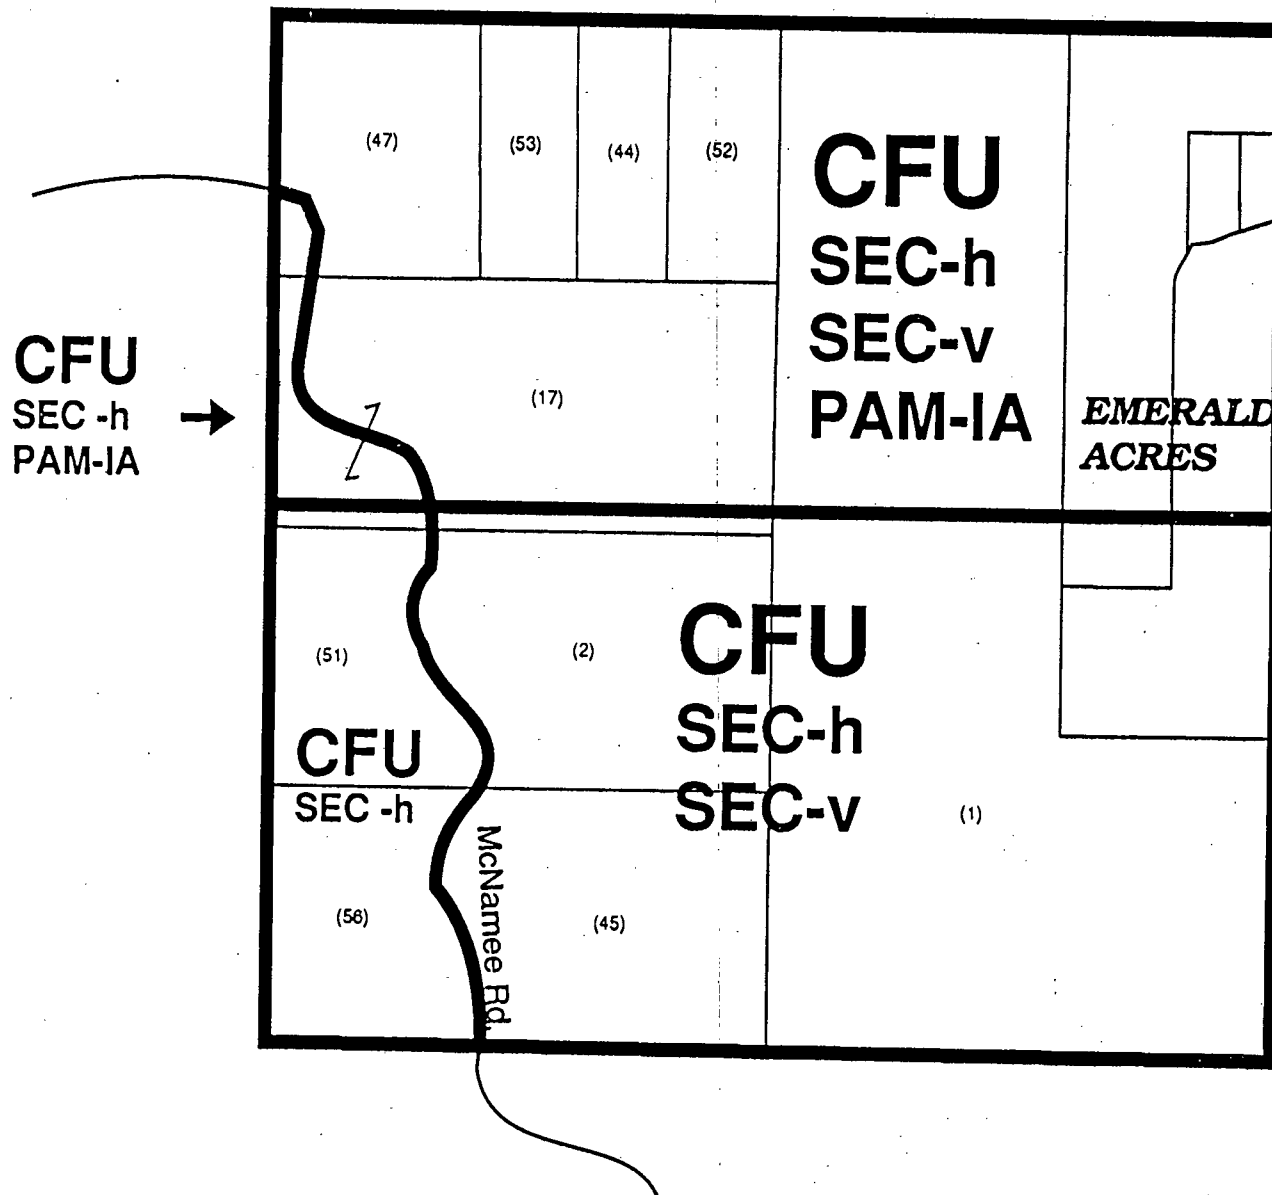 (47)
(53)
(44)
(52)
CFU
SEC-h
SEC-v
PAM-IA
CFU
SEC -h
PAM-IA
(17)
EMERALD
ACRES
(51)
(2)
CFU
SEC-h
SEC-v
CFU
SEC -h
(1)
McNamee Rd.
(56)
(45)